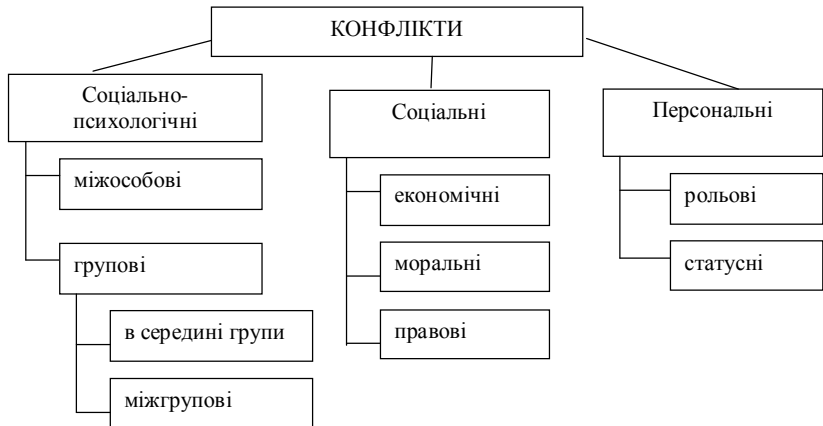 КОНФЛІКТИ
Соціально-
психологічні
міжособові
групові
в середині групи
міжгрупові
Соціальні
економічні
моральні
правові
Персональні
рольові
статусні